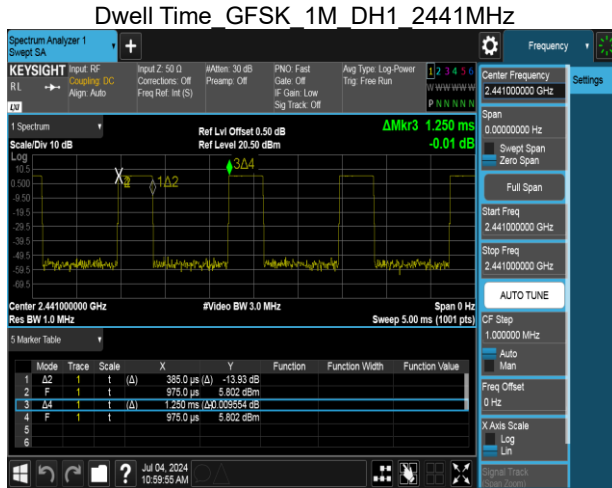 Dwell Time_GFSK_1M_DH1_2441MHz
Spectrum Analyzer 1
Swept SA
Frequency
KEYSIGHT Input: RF Input Z: 50 Ω #Atten: 30 dB PNO: Fast Avg Type: Log-Power 1 2 3 4 5 6
RL Coupling: DC Corrections: Off Preamp: Off Gate: Off Trig: Free Run
Align: Auto Freq Ref: Int (S) IF Gain: Low W W W W W W
Sig Track: Off P N N N N N
LXI
Center Frequency
2.441000000 GHz
Settings
1 Spectrum
Ref Lvl Offset 0.50 dB ΔMkr3 1.250 ms
Scale/Div 10 dB Ref Level 20.50 dBm -0.01 dB
Log
10.5
0.500
-9.50
-19.5
-29.5
-39.5
-49.5
-59.5
-69.5
X 2 1Δ2 3Δ4
Center 2.441000000 GHz #Video BW 3.0 MHz Span 0 Hz
Res BW 1.0 MHz Sweep 5.00 ms (1001 pts)
Span
0.00000000 Hz
Swept Span
Zero Span
Full Span
Start Freq
2.441000000 GHz
Stop Freq
2.441000000 GHz
AUTO TUNE
CF Step
1.000000 MHz
Auto
Man
Freq Offset
0 Hz
X Axis Scale
Log
Lin
Signal Track
(Span Zoom)
5 Marker Table
Mode Trace Scale X Y Function Function Width Function Value
1 Δ2 1 t (Δ) 385.0 µs (Δ) -13.93 dB
2 F 1 t 975.0 µs 5.802 dBm
3 Δ4 1 t (Δ) 1.250 ms (Δ) -0.009554 dB
4 F 1 t 975.0 µs 5.802 dBm
5
6
? Jul 04, 2024
10:59:55 AM